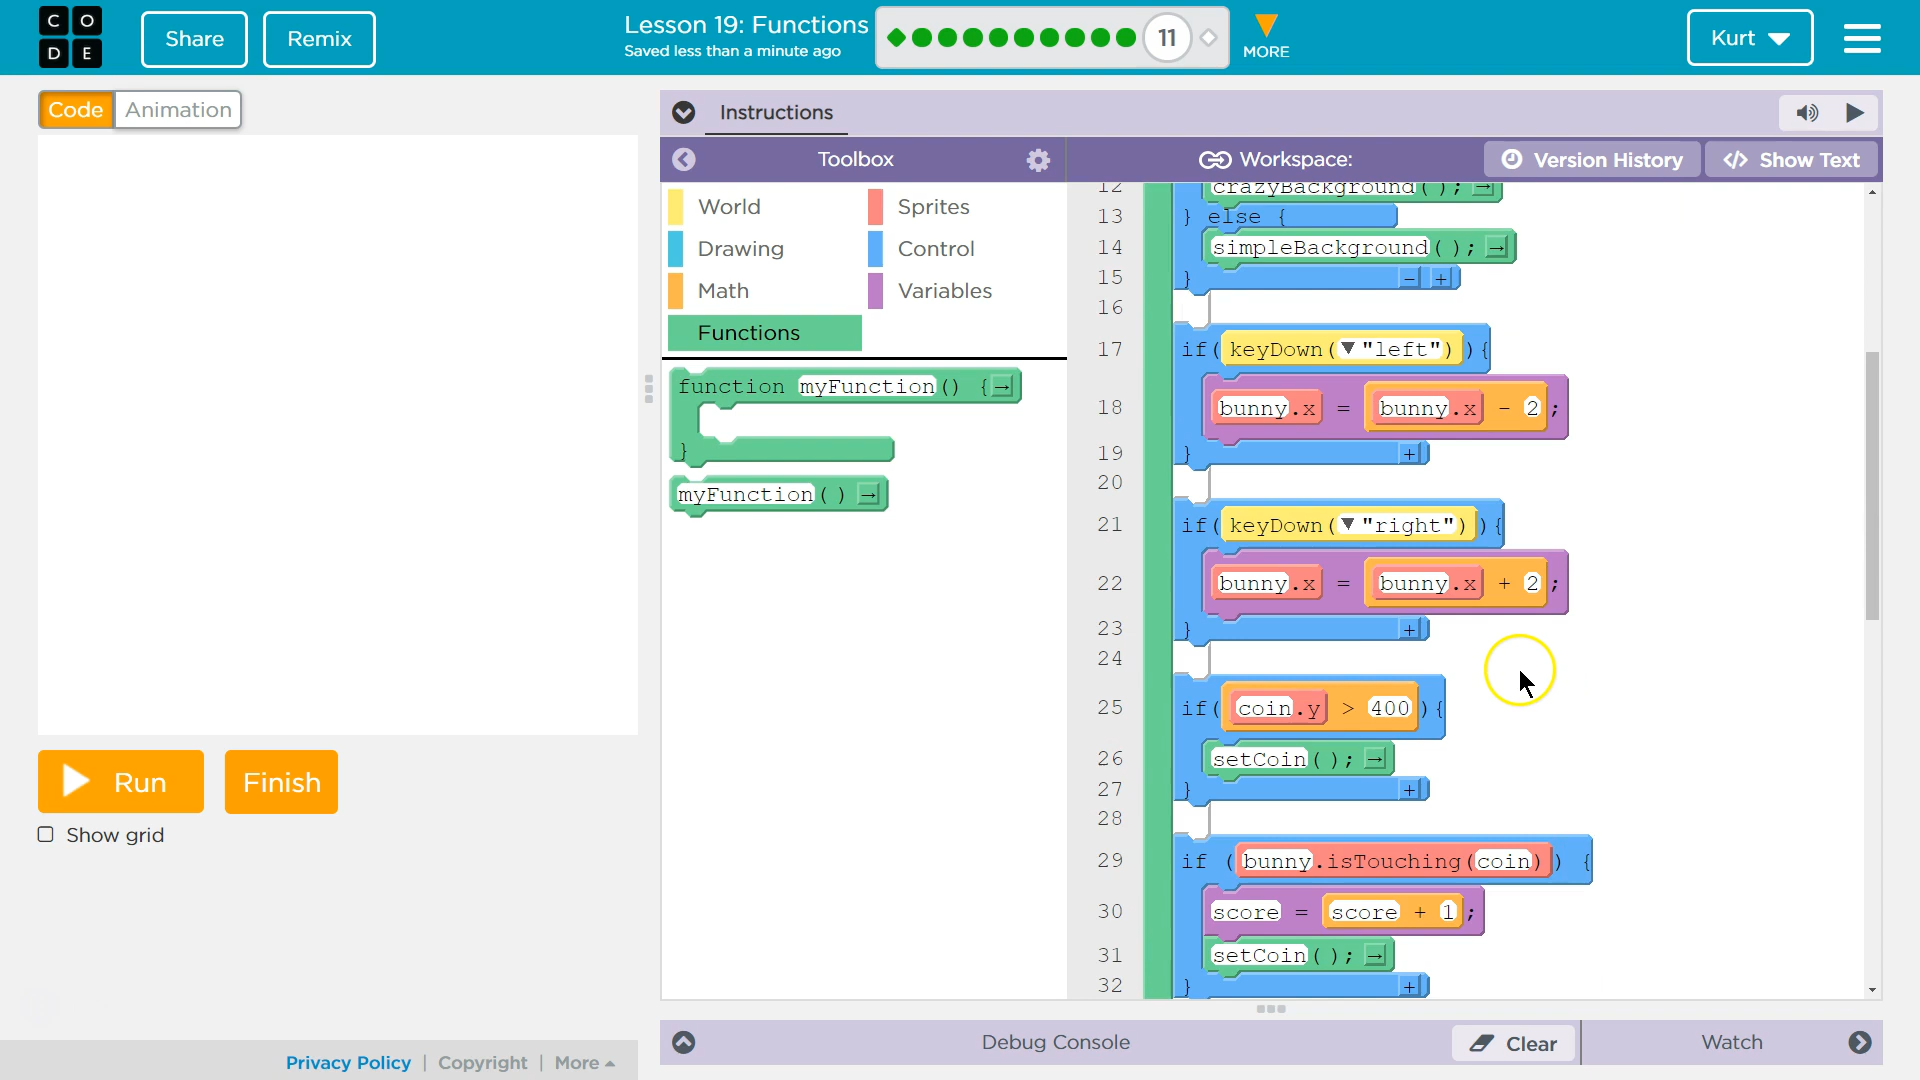 CO
DE
Share
Remix
Lesson 19: Functions
Saved less than a minute ago
11
MORE
Kurt
Code
Animation
Instructions
Toolbox
Workspace:
Version History
</> Show Text
World
Sprites
Drawing
Control
Math
Variables
Functions
function myFunction() {→
}
myFunction() →
12 crazyBackground(); →
13 } else {
14 simpleBackground(); →
15 } - +
16
17 if(keyDown(▼"left")){
18 bunny.x = bunny.x - 2;
19 } +
20
21 if(keyDown(▼"right")){
22 bunny.x = bunny.x + 2;
23 } +
24
25 if(coin.y > 400){
26 setCoin(); →
27 } +
28
29 if (bunny.isTouching(coin)) {
30 score = score + 1;
31 setCoin(); →
32 } +
Run
Finish
Show grid
Debug Console
Clear
Watch
Privacy Policy | Copyright | More